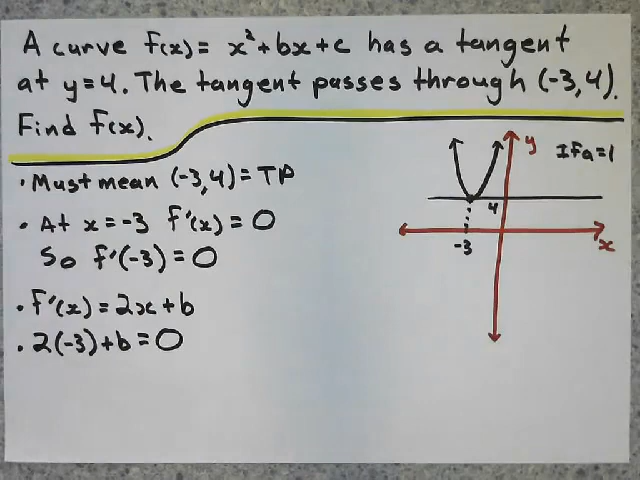 A curve f(x) = x²+bx+c has a tangent
at y=4. The tangent passes through (-3,4).
Find f(x).
• Must mean (-3,4) = TP
• At x=-3 f'(x) = 0
So f'(-3) = 0
• f'(x) = 2x+b
• 2(-3)+b = 0
y
If a=1
4
x
-3